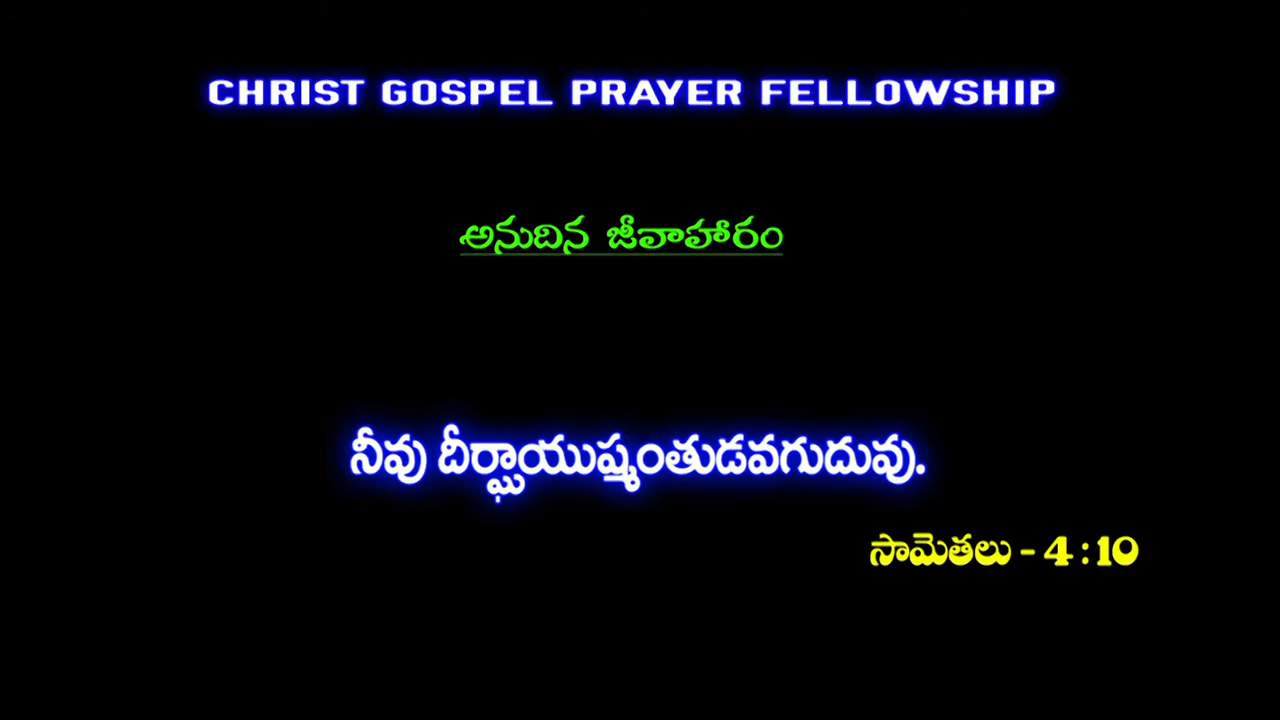 CHRIST GOSPEL PRAYER FELLOWSHIP
అనుదిన జీవాహారం
నీవు దీర్ఘాయుష్మంతుడవగుదువు.
సామెతలు - 4 : 10